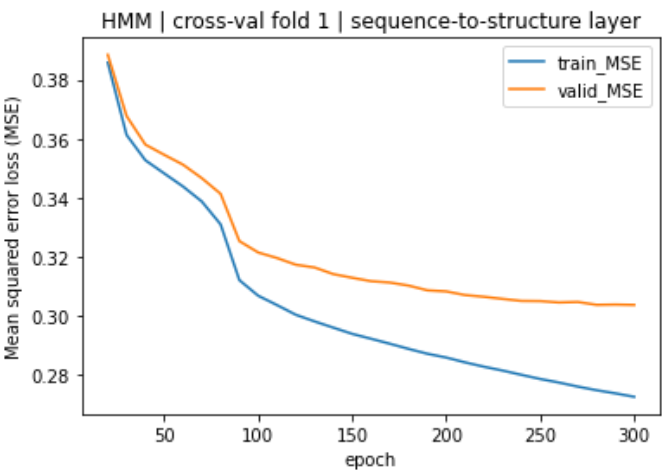 HMM | cross-val fold 1 | sequence-to-structure layer
train_MSE
valid_MSE
Mean squared error loss (MSE)
0.38
0.36
0.34
0.32
0.30
0.28
50 100 150 200 250 300
epoch